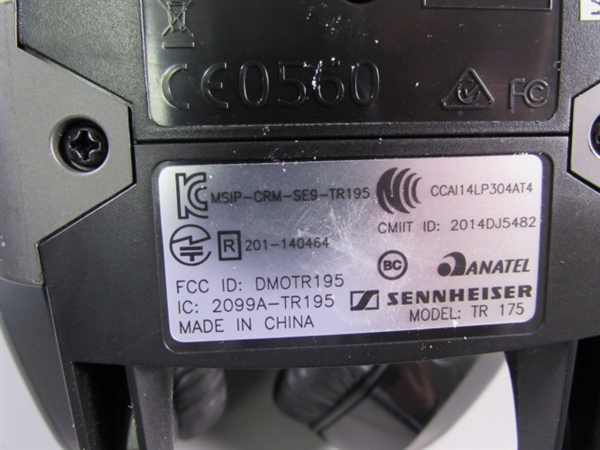 CE0560
FC
MSIP-CRM-SE9-TR195
CCAI14LP304AT4
CMIIT ID: 2014DJ5482
R 201-140464
BC
ANATEL
FCC ID: DMOTR195
IC: 2099A-TR195
SENNHEISER
MADE IN CHINA
MODEL: TR 175